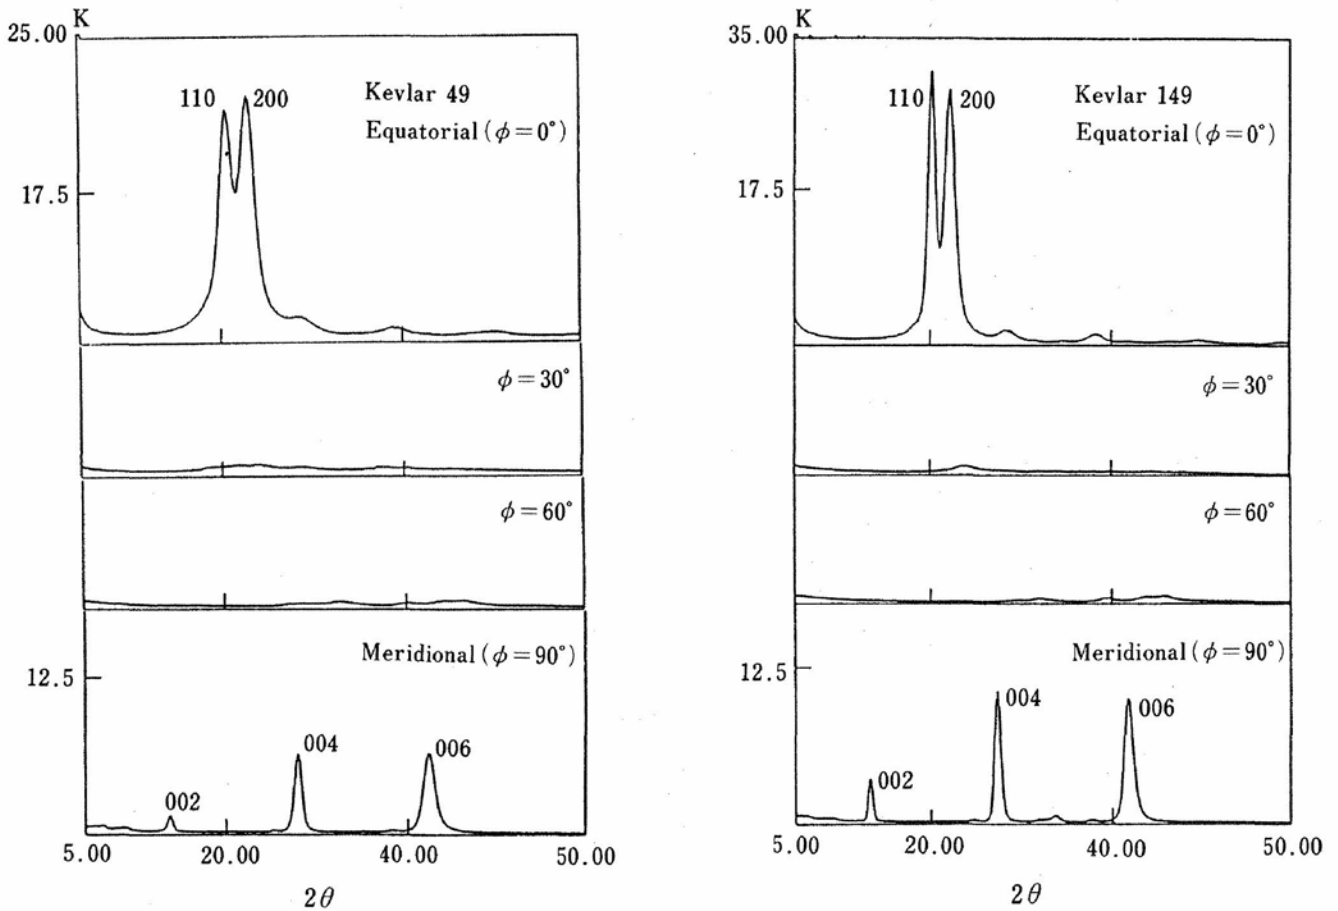 K
25.00
110 200
Kevlar 49
Equatorial (ϕ=0°)
17.5
ϕ=30°
ϕ=60°
Meridional (ϕ=90°)
12.5
002
004
006
5.00 20.00 40.00 50.00
2θ
K
35.00
110 200
Kevlar 149
Equatorial (ϕ=0°)
17.5
ϕ=30°
ϕ=60°
Meridional (ϕ=90°)
12.5
002
004
006
5.00 20.00 40.00 50.00
2θ